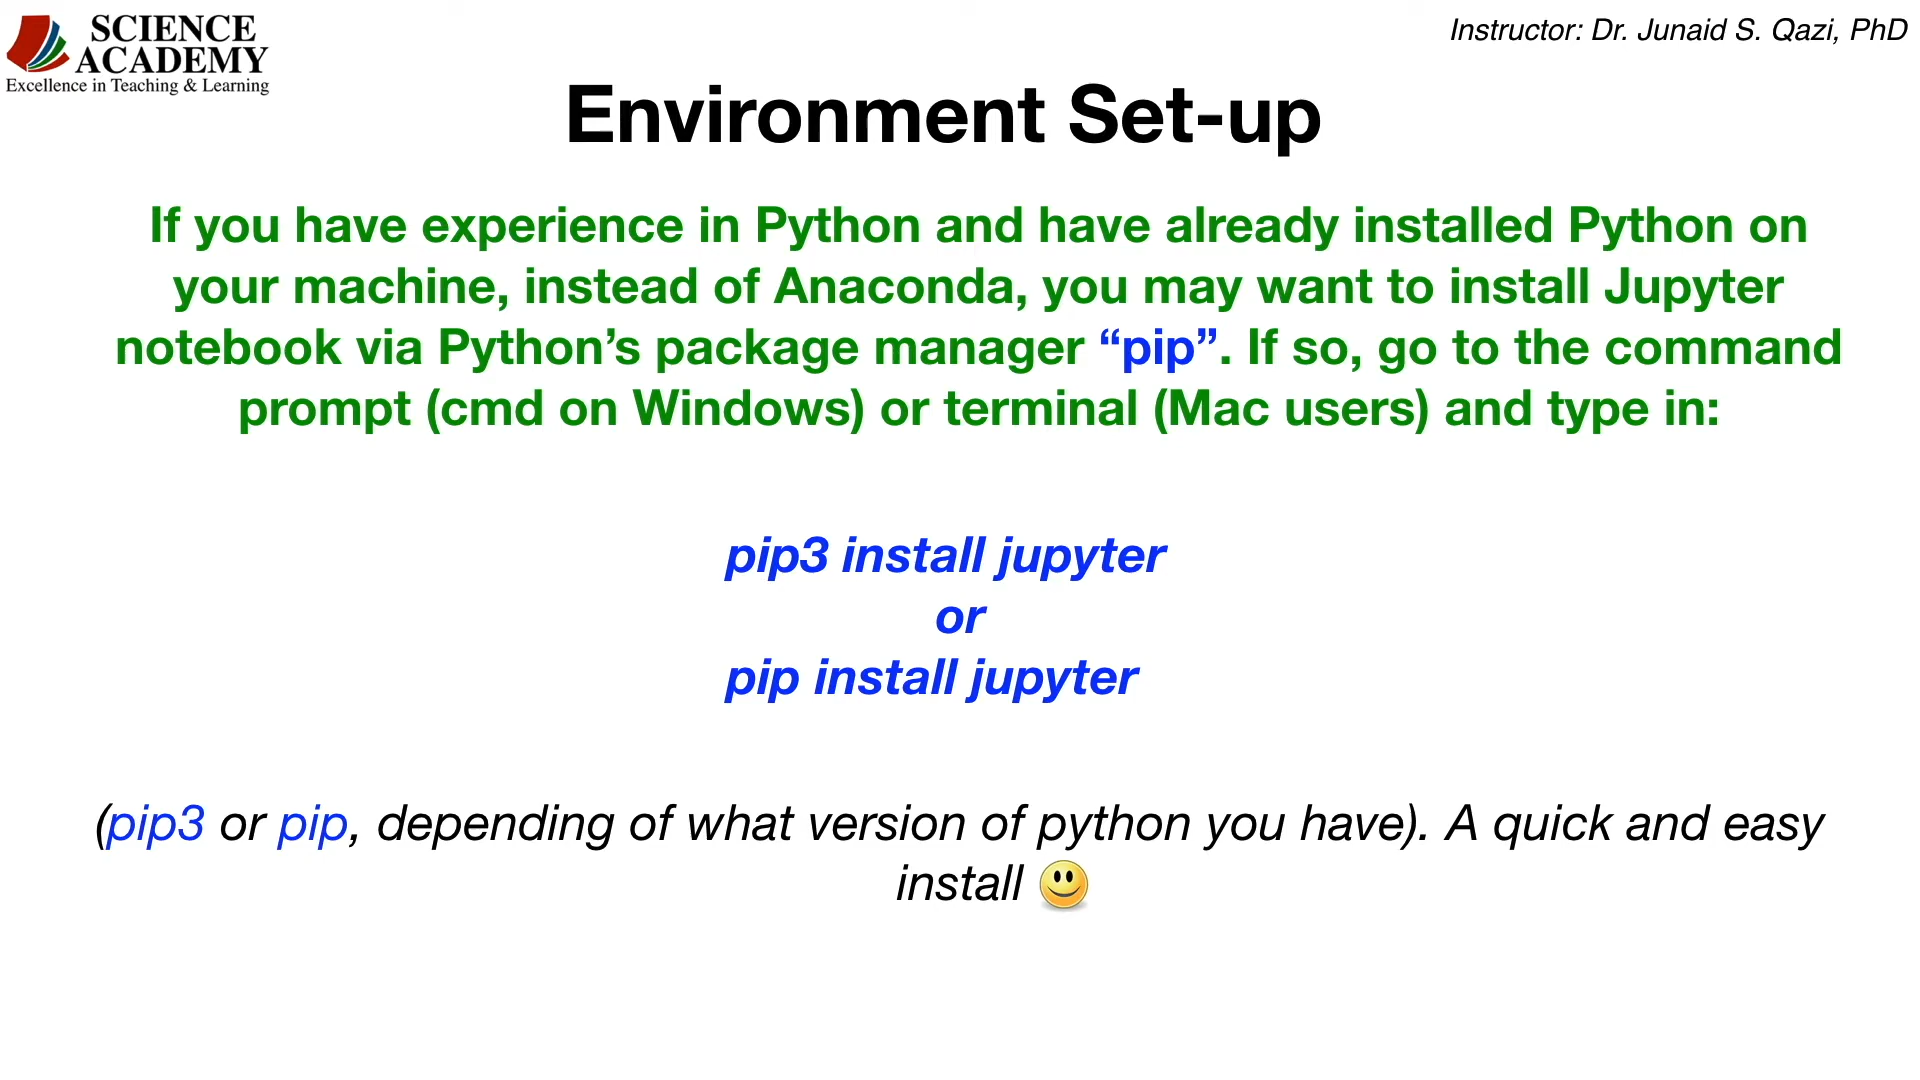 SCIENCE
ACADEMY
Excellence in Teaching & Learning
Instructor: Dr. Junaid S. Qazi, PhD
Environment Set-up
If you have experience in Python and have already installed Python on
your machine, instead of Anaconda, you may want to install Jupyter
notebook via Python’s package manager “pip”. If so, go to the command
prompt (cmd on Windows) or terminal (Mac users) and type in:
pip3 install jupyter
or
pip install jupyter
(pip3 or pip, depending of what version of python you have). A quick and easy
install